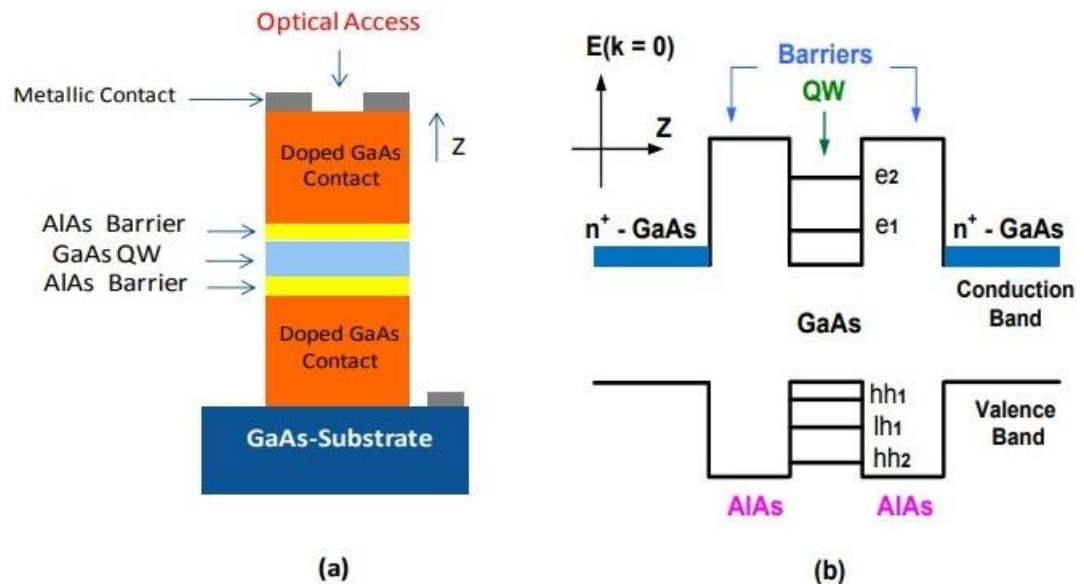 Optical Access
Metallic Contact
Z
Doped GaAs
Contact
AlAs Barrier
GaAs QW
AlAs Barrier
Doped GaAs
Contact
GaAs-Substrate
(a)
E(k = 0)
Z
Barriers
QW
e2
e1
n+ - GaAs
n+ - GaAs
Conduction
Band
GaAs
hh1
lh1
hh2
Valence
Band
AlAs
AlAs
(b)